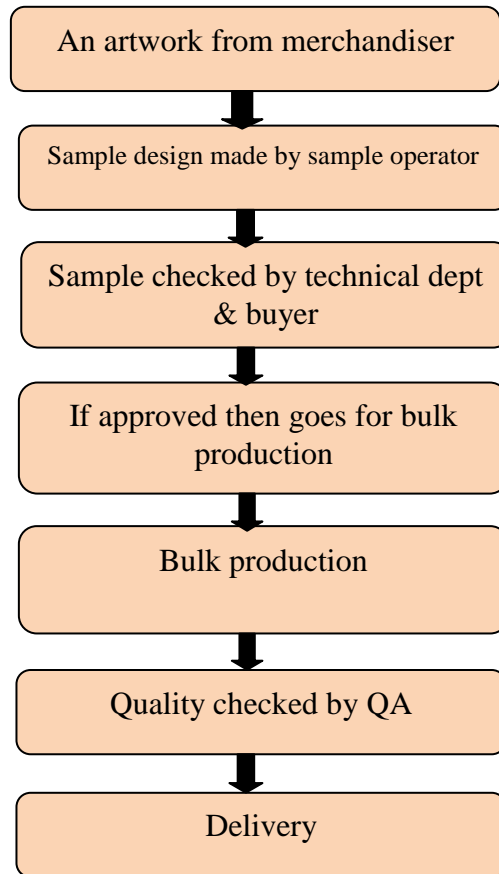 An artwork from merchandiser
Sample design made by sample operator
Sample checked by technical dept
& buyer
If approved then goes for bulk
production
Bulk production
Quality checked by QA
Delivery